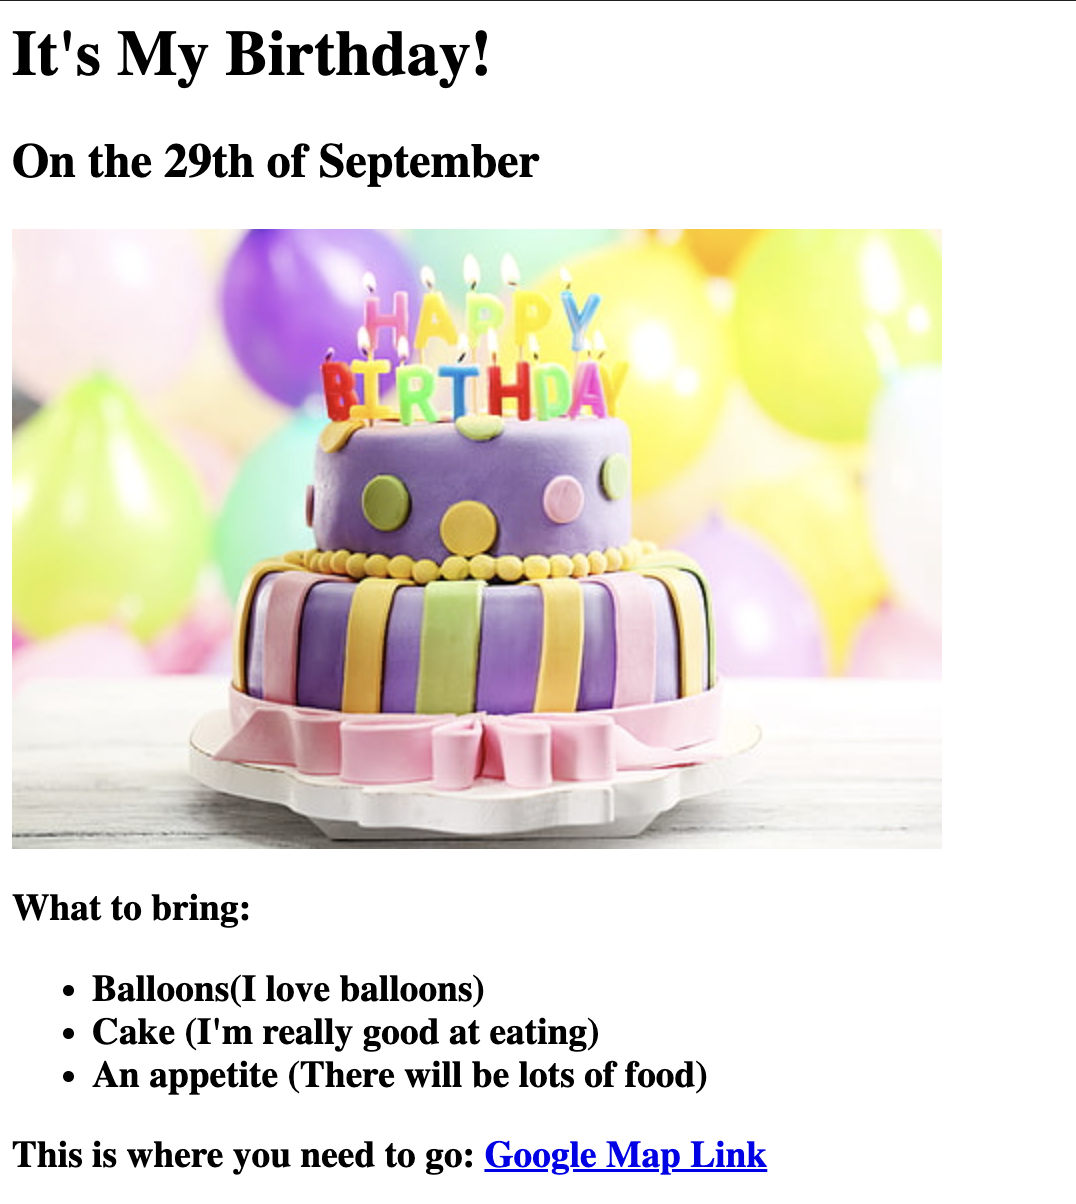 It's My Birthday!
On the 29th of September
HAPPY
BIRTHDAY
What to bring:
Balloons(I love balloons)
Cake (I'm really good at eating)
An appetite (There will be lots of food)
This is where you need to go: Google Map Link